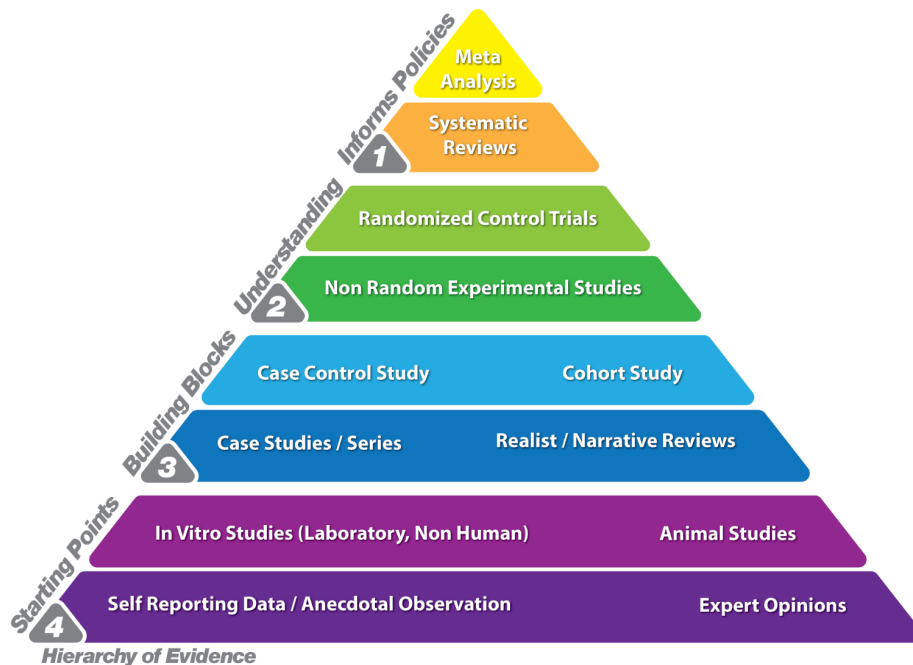 Meta
Analysis
Informs Policies
Systematic
Reviews
1
Randomized Control Trials
Understanding
Non Random Experimental Studies
2
Case Control Study
Cohort Study
Building Blocks
Case Studies / Series
Realist / Narrative Reviews
3
In Vitro Studies (Laboratory, Non Human)
Animal Studies
Starting Points
Self Reporting Data / Anecdotal Observation
Expert Opinions
4
Hierarchy of Evidence